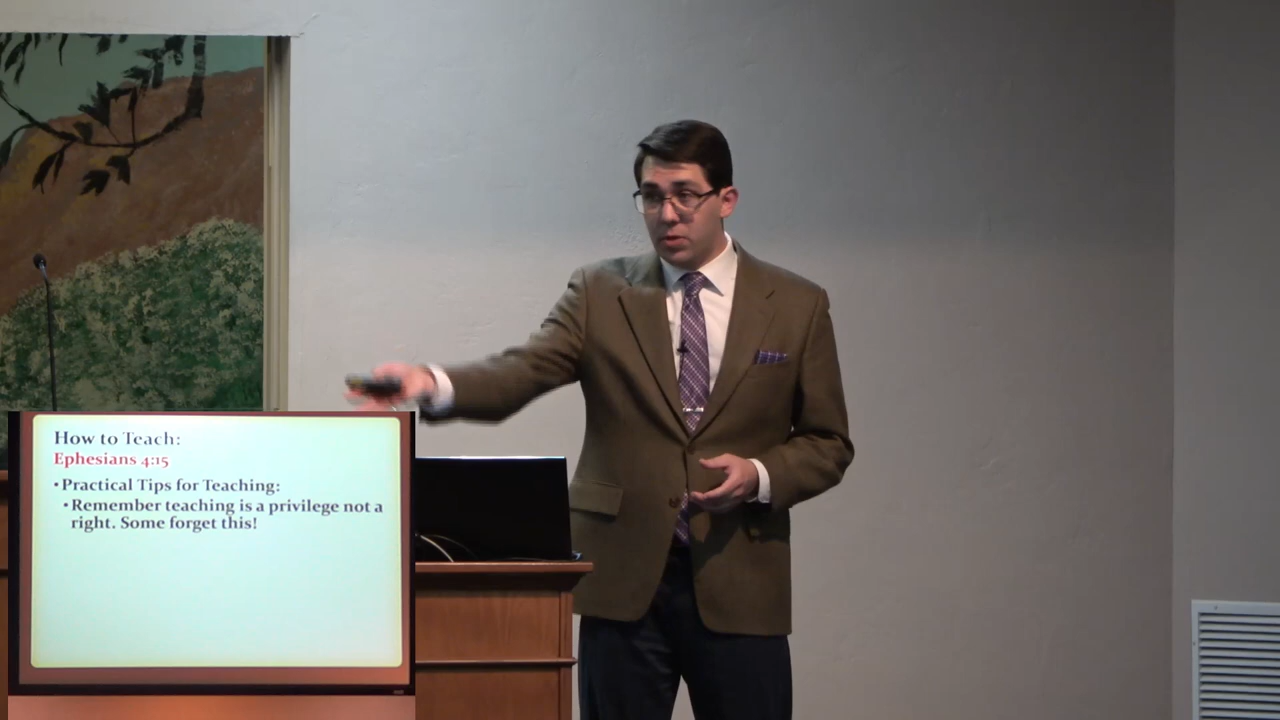 How to Teach:
Ephesians 4:15
•Practical Tips for Teaching:
•Remember teaching is a privilege not a
right. Some forget this!